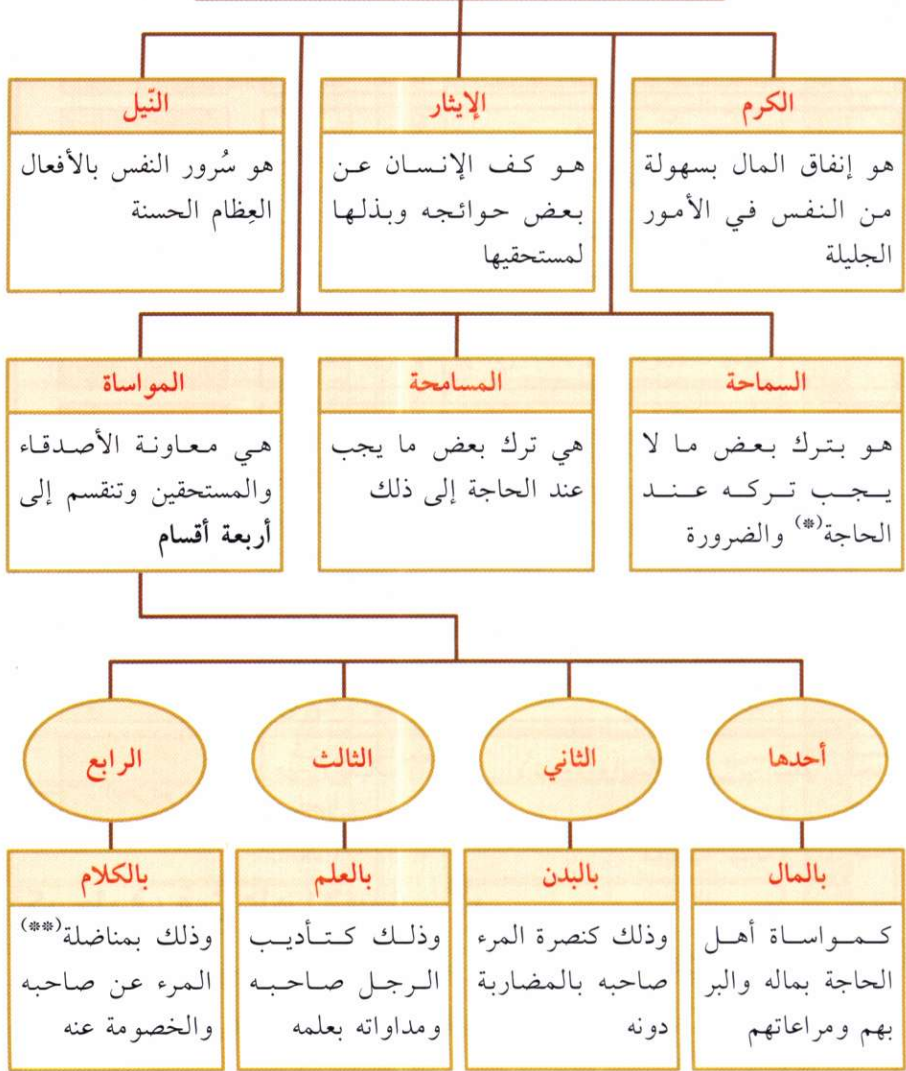 الكرم
هو إنفاق المال بسهولة
من النفس في الأمور
الجليلة
الإيثار
هو كف الإنسان عن
بعض حوائجه وبذلها
لمستحقيها
النّيل
هو سُرور النفس بالأفعال
العِظام الحسنة
السماحة
هو بترك بعض ما لا
يجب تركه عند
الحاجة(*) والضرورة
المسامحة
هي ترك بعض ما يجب
عند الحاجة إلى ذلك
المواساة
هي معاونة الأصدقاء
والمستحقين وتنقسم إلى
أربعة أقسام
أحدها
الثاني
الثالث
الرابع
بالمال
كمواساة أهل
الحاجة بماله والبر
بهم ومراعاتهم
بالبدن
وذلك كنصرة المرء
صاحبه بالمضاربة
دونه
بالعلم
وذلك كتأديب
الرجل صاحبه
ومداواته بعلمه
بالكلام
وذلك بمناضلة(**)
المرء عن صاحبه
والخصومة عنه